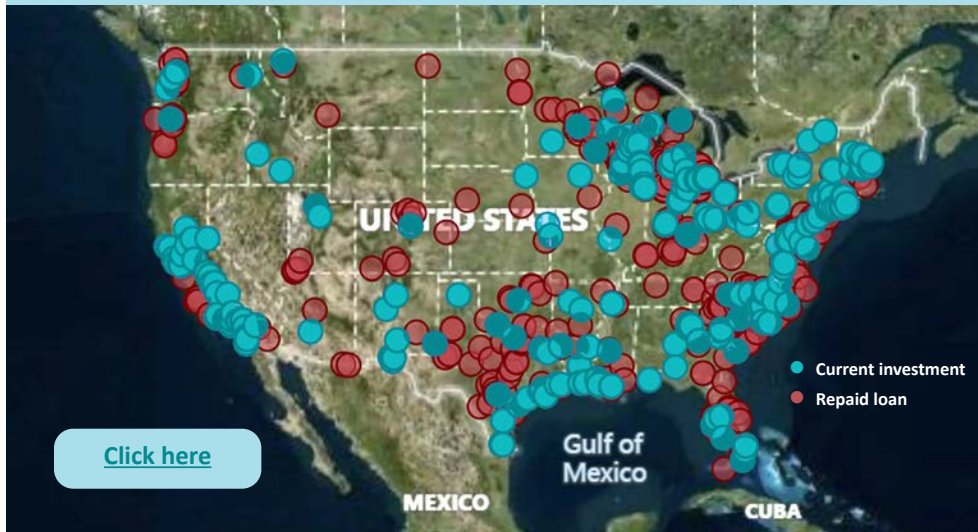 UNITED STATES
Current investment
Repaid loan
Click here
Gulf of
Mexico
MEXICO
CUBA